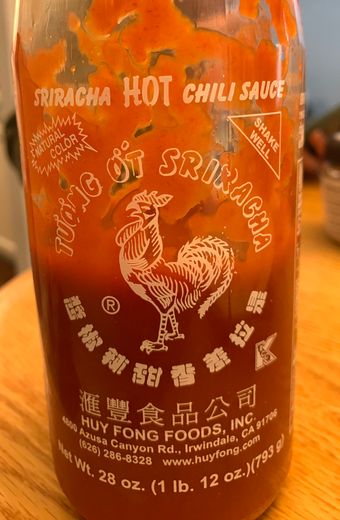 SRIRACHA HOT CHILI SAUCE
NATURAL
COLOR
SHAKE
WELL
TƯƠNG ỚT SRIRACHA
®
是拉差香甜辣椒醬
K
滙豐食品公司
HUY FONG FOODS, INC.
4800 Azusa Canyon Rd., Irwindale, CA. 91706
(626) 286-8328 www.huyfong.com
Net Wt. 28 oz. (1 lb. 12 oz.)(793 g)